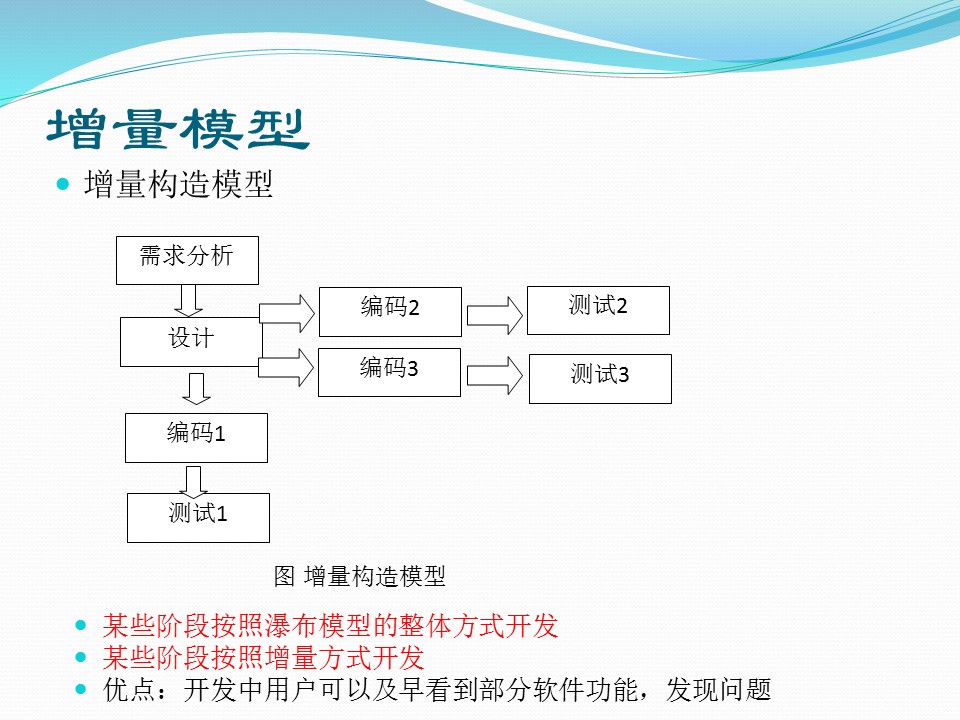 增量模型
增量构造模型
需求分析
设计
编码2
测试2
编码3
测试3
编码1
测试1
图 增量构造模型
某些阶段按照瀑布模型的整体方式开发
某些阶段按照增量方式开发
优点：开发中用户可以及早看到部分软件功能，发现问题